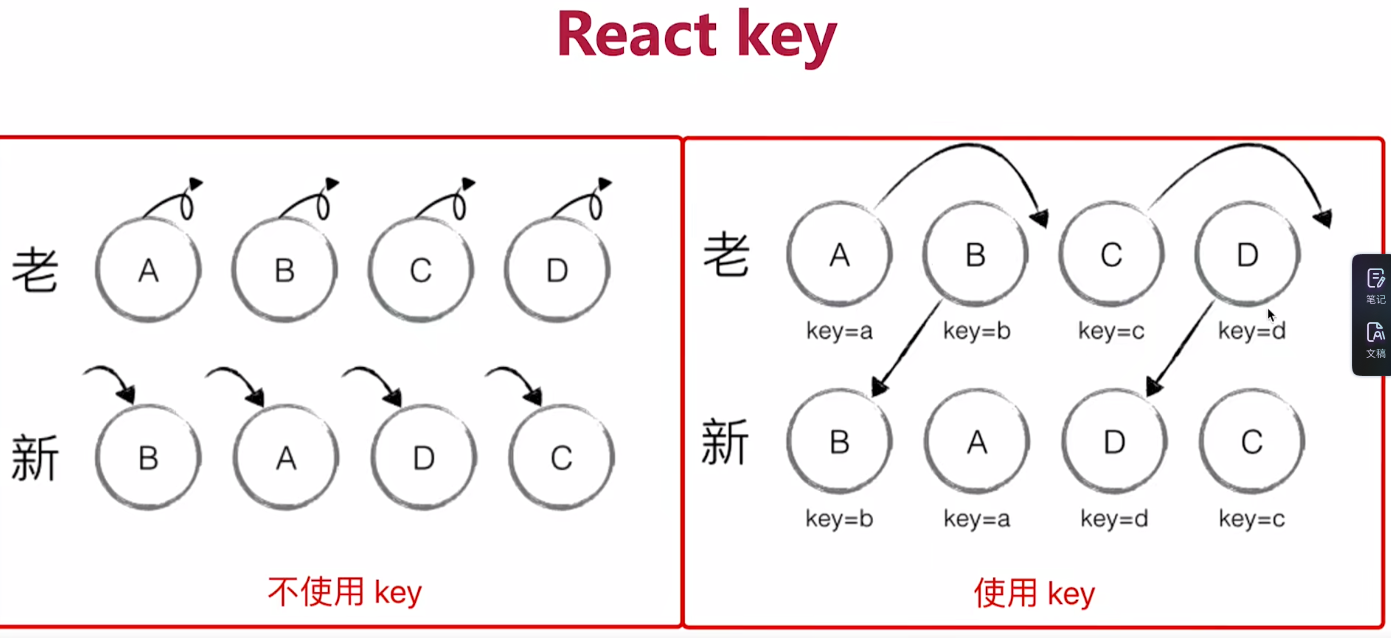 React key
老 A B C D
新 B A D C
不使用 key
老 A B C D
key=a key=b key=c key=d
新 B A D C
key=b key=a key=d key=c
使用 key
笔记
文稿